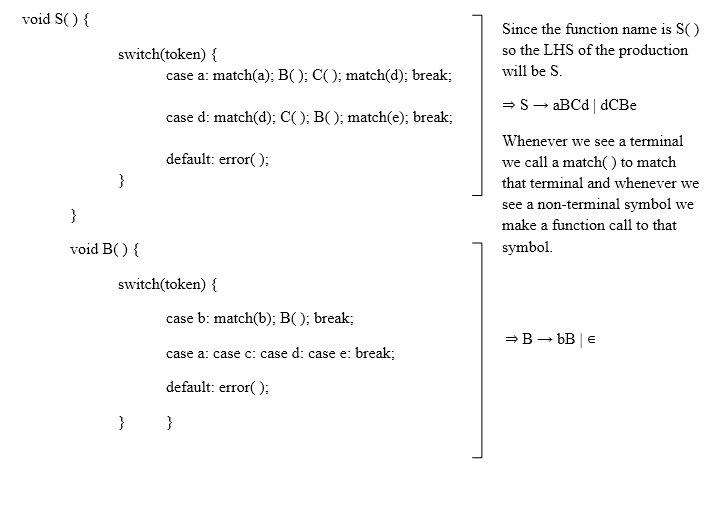 void S( ) {
switch(token) {
case a: match(a); B( ); C( ); match(d); break;
case d: match(d); C( ); B( ); match(e); break;
default: error( );
}
}
void B( ) {
switch(token) {
case b: match(b); B( ); break;
case a: case c: case d: case e: break;
default: error( );
} }
Since the function name is S( )
so the LHS of the production
will be S.
⇒ S → aBCd | dCBe
Whenever we see a terminal
we call a match( ) to match
that terminal and whenever we
see a non-terminal symbol we
make a function call to that
symbol.
⇒ B → bB | ∊